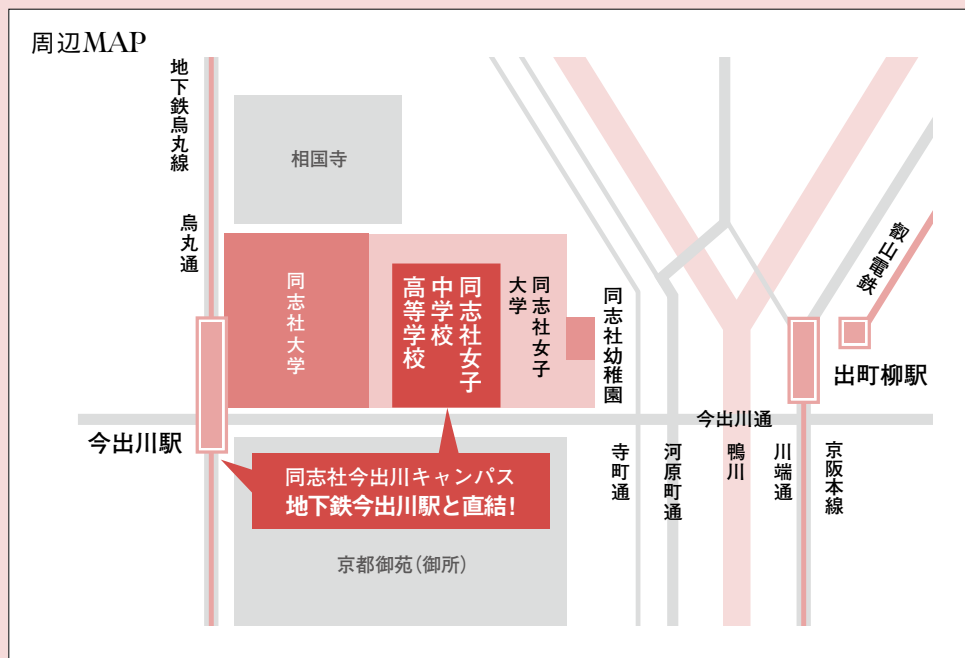 周辺MAP
地下鉄烏丸線
烏丸通
相国寺
同志社大学
同志社女子
中学校
高等学校
同志社女子
大学
同志社幼稚園
叡山電鉄
出町柳駅
今出川駅
今出川通
同志社今出川キャンパス
地下鉄今出川駅と直結!
寺町通
河原町通
鴨川
川端通
京阪本線
京都御苑(御所)